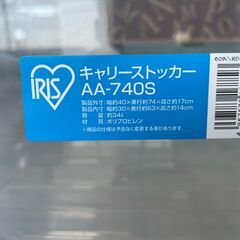 IRIS
キャリーストッカー
AA-740S
製品外寸：幅約40×奥行約74×高さ約17cm
製品内寸：幅約30×奥行約63×高さ約14cm
容量：約34ℓ
材質：ポリプロピレン
※商品の仕様は予告なく変更する事があります。